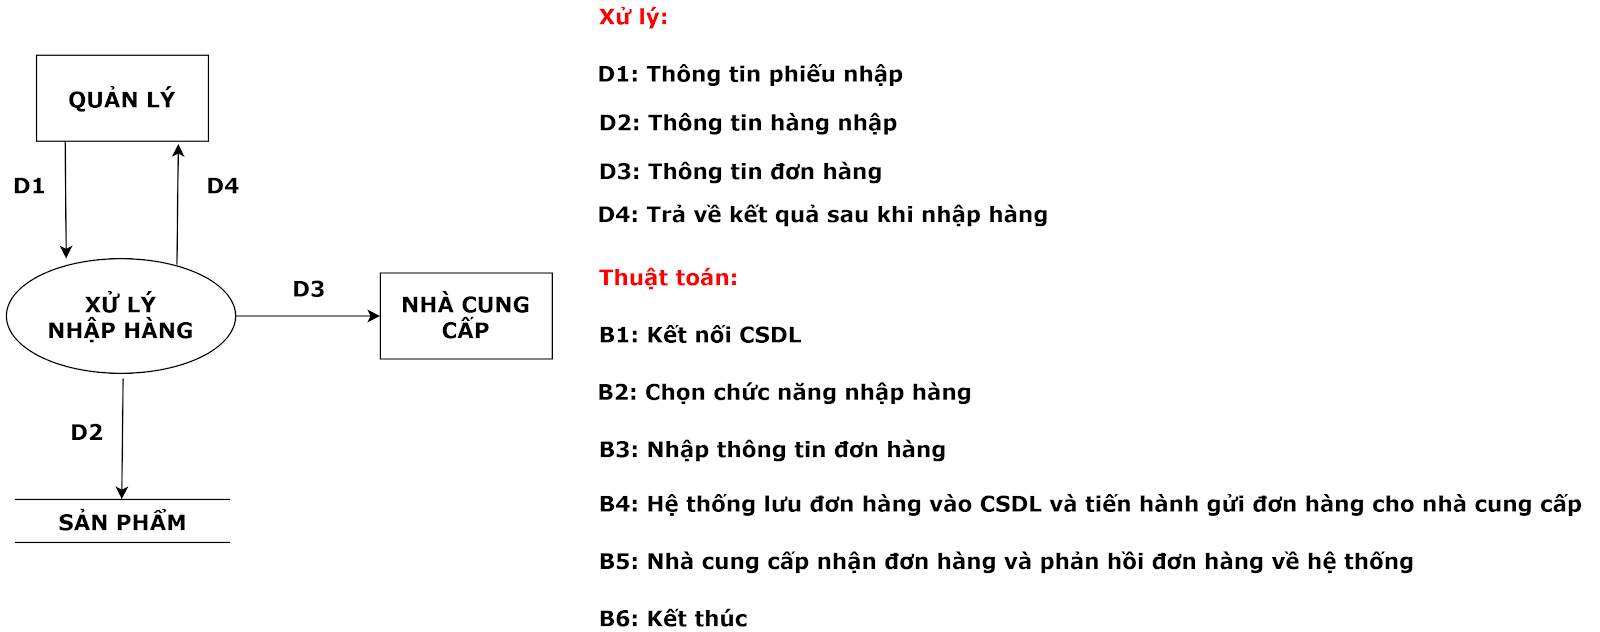 QUẢN LÝ
D1
D4
XỬ LÝ
NHẬP HÀNG
D3
NHÀ CUNG
CẤP
D2
SẢN PHẨM
Xử lý:
D1: Thông tin phiếu nhập
D2: Thông tin hàng nhập
D3: Thông tin đơn hàng
D4: Trả về kết quả sau khi nhập hàng
Thuật toán:
B1: Kết nối CSDL
B2: Chọn chức năng nhập hàng
B3: Nhập thông tin đơn hàng
B4: Hệ thống lưu đơn hàng vào CSDL và tiến hành gửi đơn hàng cho nhà cung cấp
B5: Nhà cung cấp nhận đơn hàng và phản hồi đơn hàng về hệ thống
B6: Kết thúc